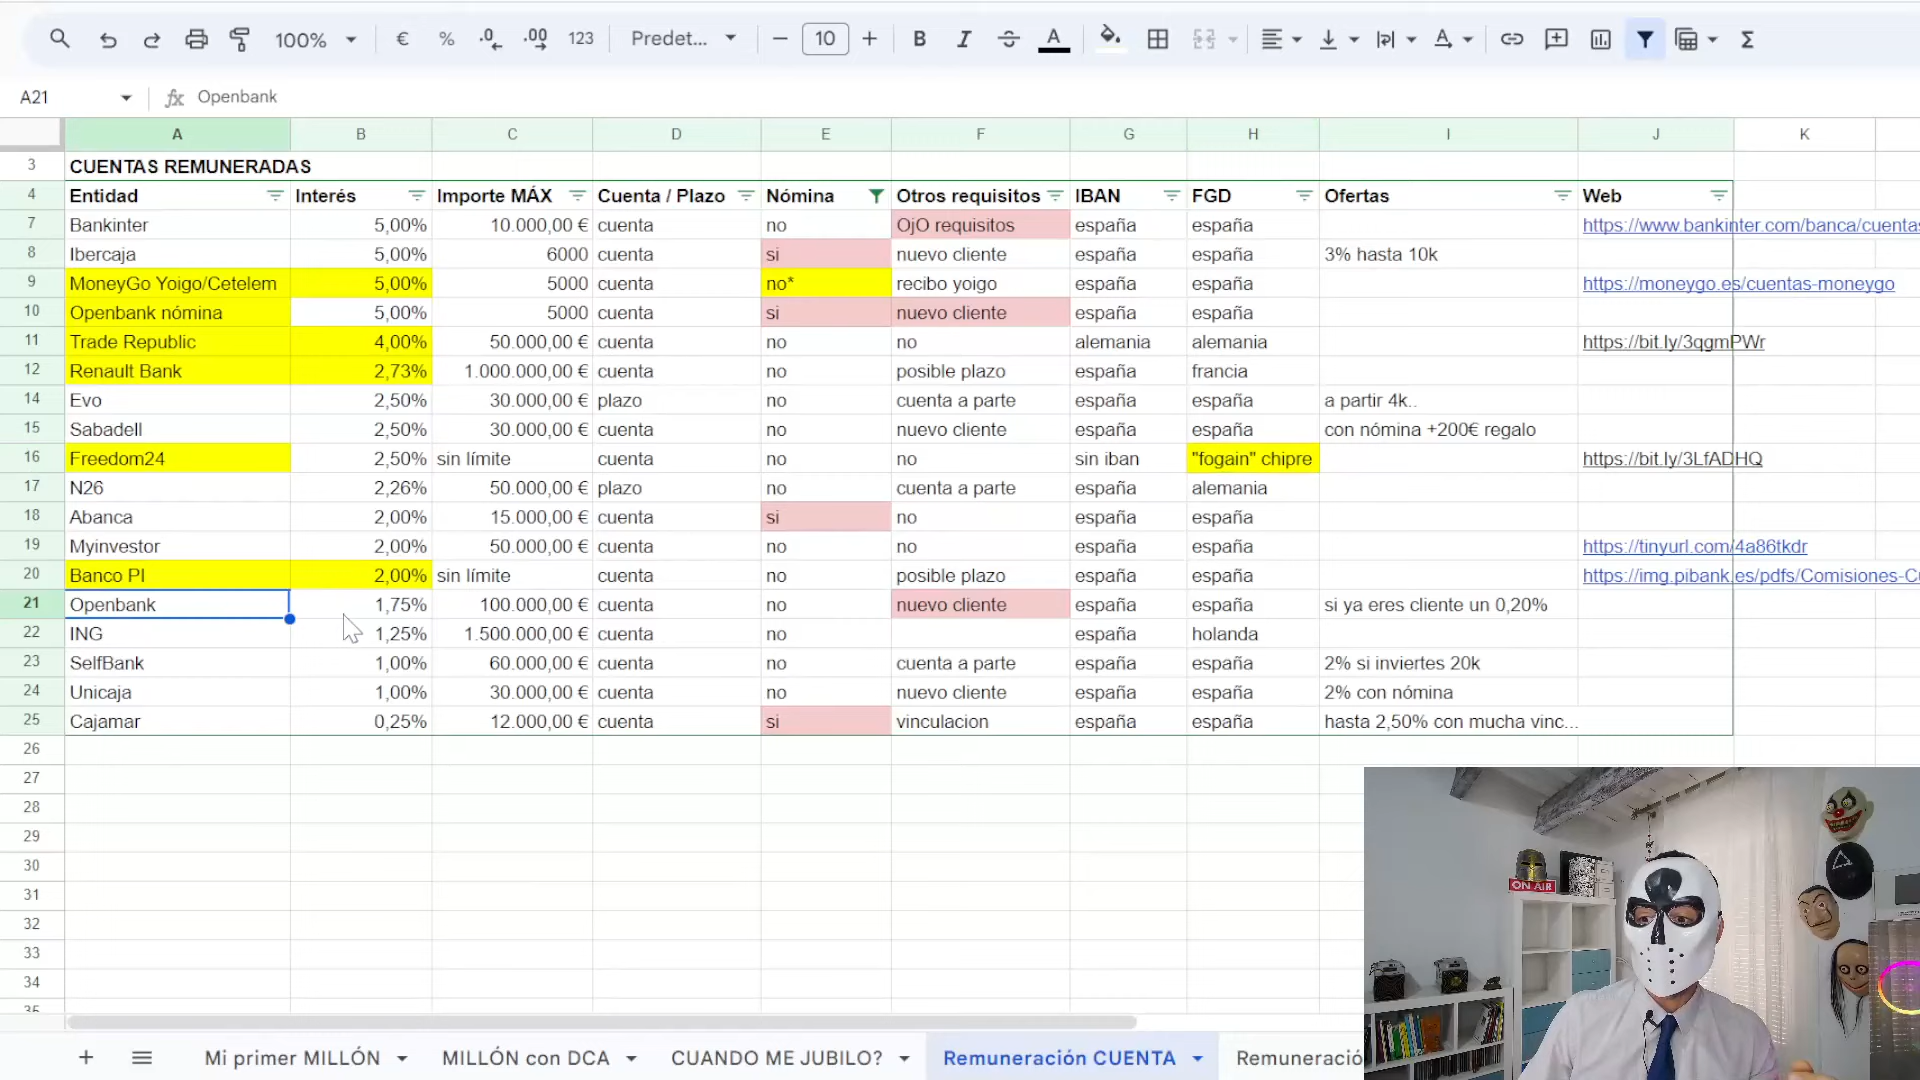 100% € % .0 .00 123 Predet... 10 B I A
A21 fx Openbank
A B C D E F G H I J K
3 CUENTAS REMUNERADAS
4 Entidad Interés Importe MÁX Cuenta / Plazo Nómina Otros requisitos IBAN FGD Ofertas Web
7 Bankinter 5,00% 10.000,00 € cuenta no OjO requisitos españa españa https://www.bankinter.com/banca/cuentas
8 Ibercaja 5,00% 6000 cuenta si nuevo cliente españa españa 3% hasta 10k
9 MoneyGo Yoigo/Cetelem 5,00% 5000 cuenta no* recibo yoigo españa españa https://moneygo.es/cuentas-moneygo
10 Openbank nómina 5,00% 5000 cuenta si nuevo cliente españa españa
11 Trade Republic 4,00% 50.000,00 € cuenta no no alemania alemania https://bit.ly/3qgmPWr
12 Renault Bank 2,73% 1.000.000,00 € cuenta no posible plazo españa francia
14 Evo 2,50% 30.000,00 € plazo no cuenta a parte españa españa a partir 4k..
15 Sabadell 2,50% 30.000,00 € cuenta no nuevo cliente españa españa con nómina +200€ regalo
16 Freedom24 2,50% sin límite cuenta no no sin iban "fogain" chipre https://bit.ly/3LfADHQ
17 N26 2,26% 50.000,00 € plazo no cuenta a parte españa alemania
18 Abanca 2,00% 15.000,00 € cuenta si no españa españa
19 Myinvestor 2,00% 50.000,00 € cuenta no no españa españa https://tinyurl.com/4a86tkdr
20 Banco PI 2,00% sin límite cuenta no posible plazo españa españa https://img.pibank.es/pdfs/Comisiones-C
21 Openbank 1,75% 100.000,00 € cuenta no nuevo cliente españa españa si ya eres cliente un 0,20%
22 ING 1,25% 1.500.000,00 € cuenta no españa holanda
23 SelfBank 1,00% 60.000,00 € cuenta no cuenta a parte españa españa 2% si inviertes 20k
24 Unicaja 1,00% 30.000,00 € cuenta no nuevo cliente españa españa 2% con nómina
25 Cajamar 0,25% 12.000,00 € cuenta si vinculacion españa españa hasta 2,50% con mucha vinc...
26
27
28
29
30
31
32
33
34
35
ON AIR
+ Mi primer MILLÓN MILLÓN con DCA CUANDO ME JUBILO? Remuneración CUENTA Remuneració